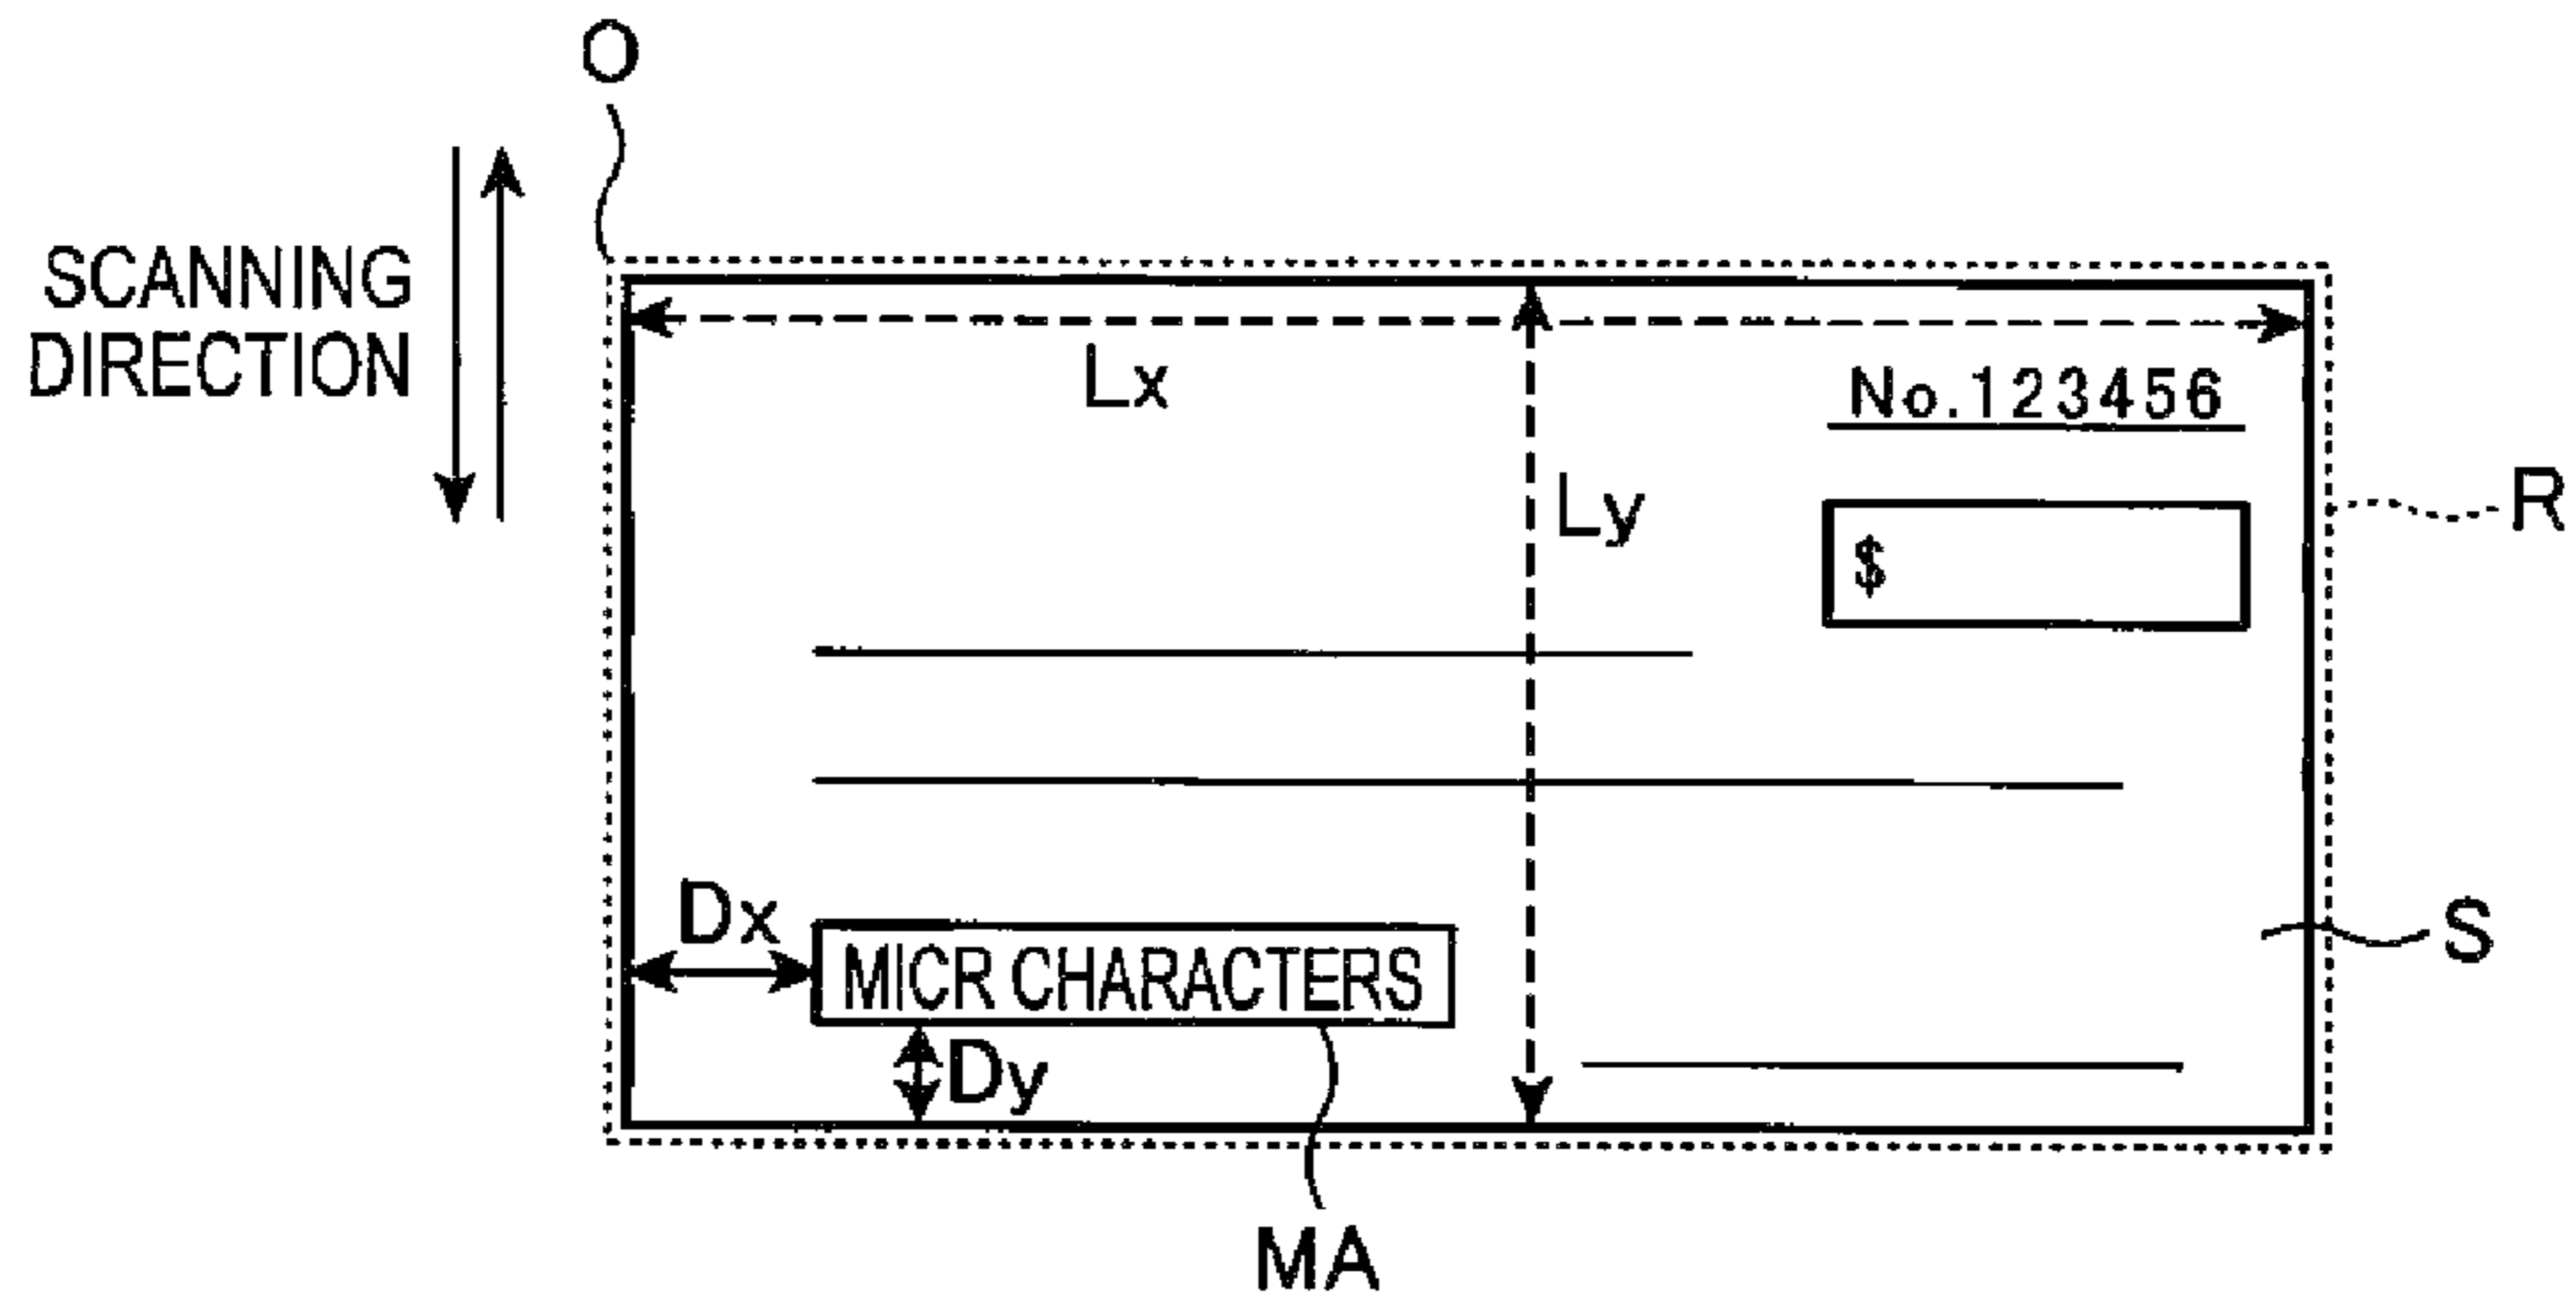 O
SCANNING
DIRECTION
Lx
No.123456
Ly
R
$
Dx
S
MICR CHARACTERS
Dy
MA